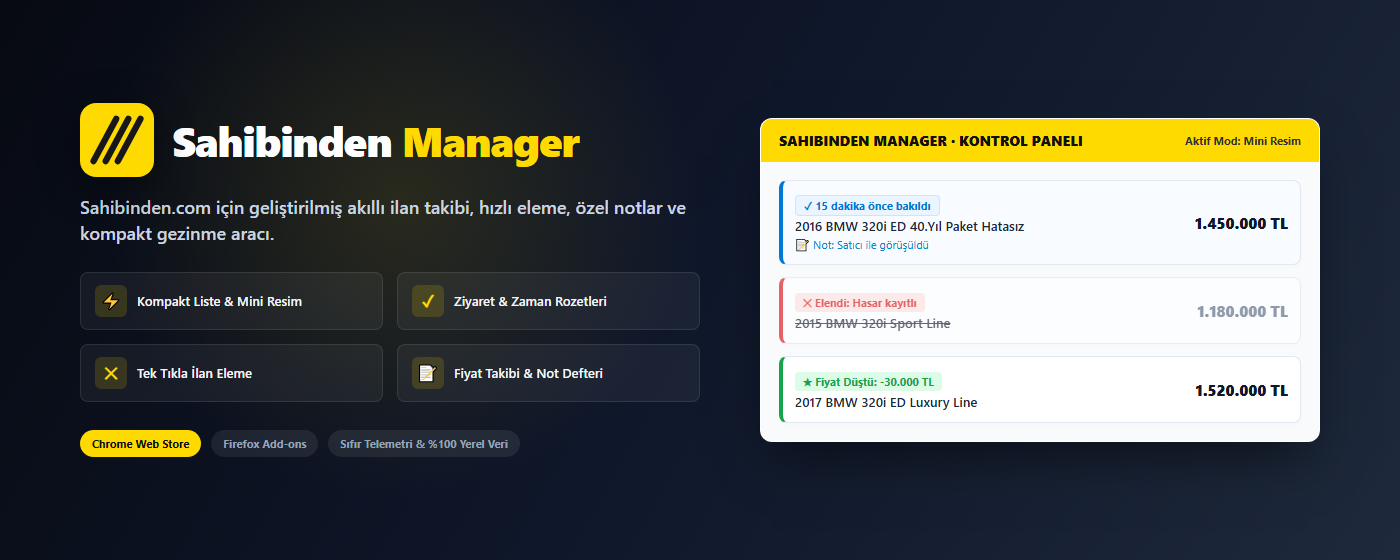 Sahibinden Manager
Sahibinden.com için geliştirilmiş akıllı ilan takibi, hızlı eleme, özel notlar ve
kompakt gezinme aracı.
⚡ Kompakt Liste & Mini Resim
✓ Ziyaret & Zaman Rozetleri
✕ Tek Tıkla İlan Eleme
📝 Fiyat Takibi & Not Defteri
Chrome Web Store
Firefox Add-ons
Sıfır Telemetri & %100 Yerel Veri
SAHIBINDEN MANAGER · KONTROL PANELİ
Aktif Mod: Mini Resim
✓ 15 dakika önce bakıldı
2016 BMW 320i ED 40.Yıl Paket Hatasız
📝 Not: Satıcı ile görüşüldü
1.450.000 TL
✕ Elendi: Hasar kayıtlı
2015 BMW 320i Sport Line
1.180.000 TL
★ Fiyat Düştü: -30.000 TL
2017 BMW 320i ED Luxury Line
1.520.000 TL